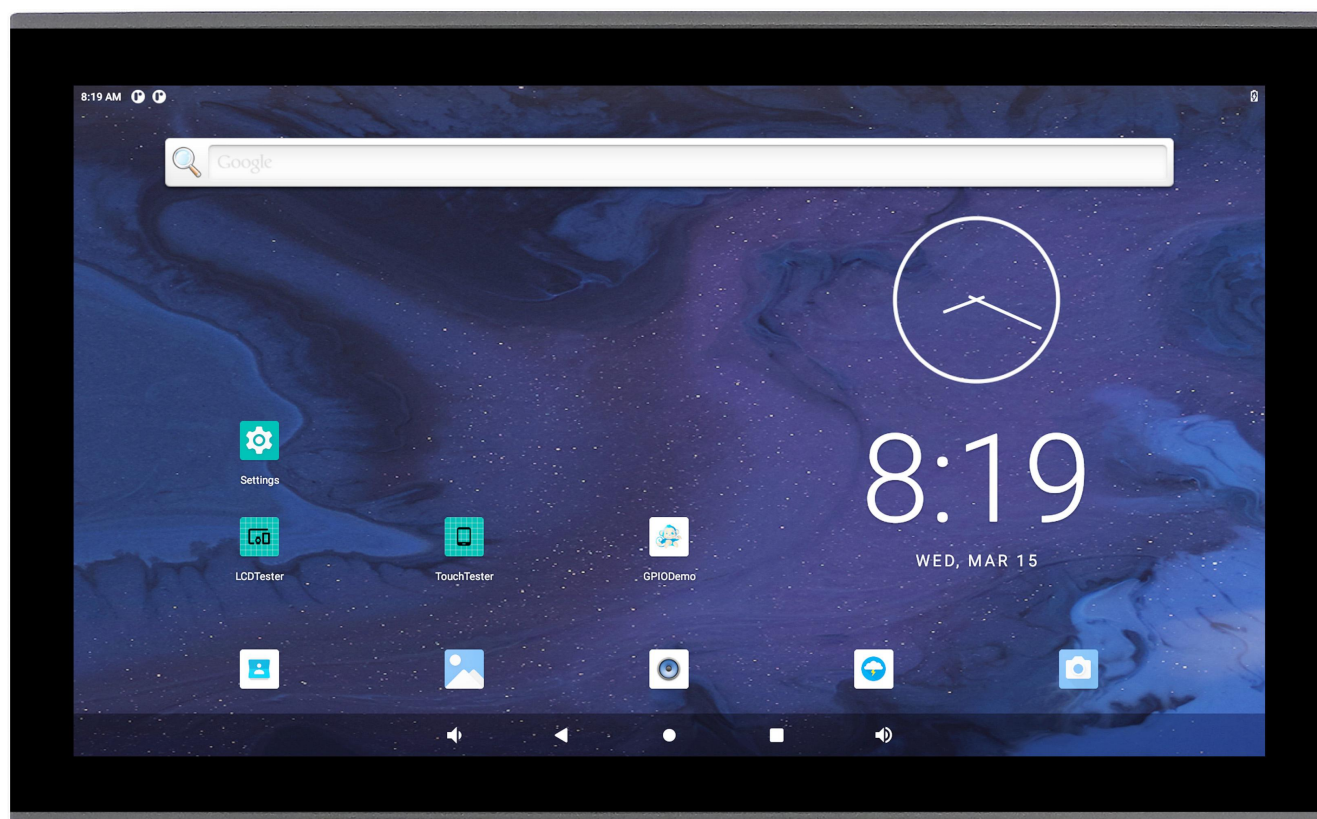 8:19 AM
Google
8:19
WED, MAR 15
Settings
LCDTester
TouchTester
GPIODemo